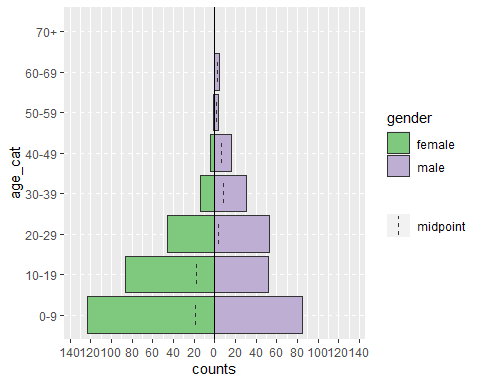 70+
60-69
50-59
40-49
30-39
20-29
10-19
0-9
age_cat
140120100 80 60 40 20 0 20 40 60 80 100120140
counts
gender
female
male
midpoint